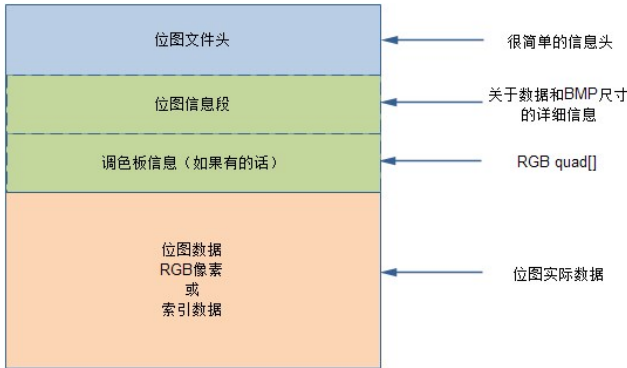 位图文件头
很简单的信息头
位图信息段
关于数据和BMP尺寸
的详细信息
调色板信息（如果有的话）
RGB quad[]
位图数据
RGB像素
或
索引数据
位图实际数据